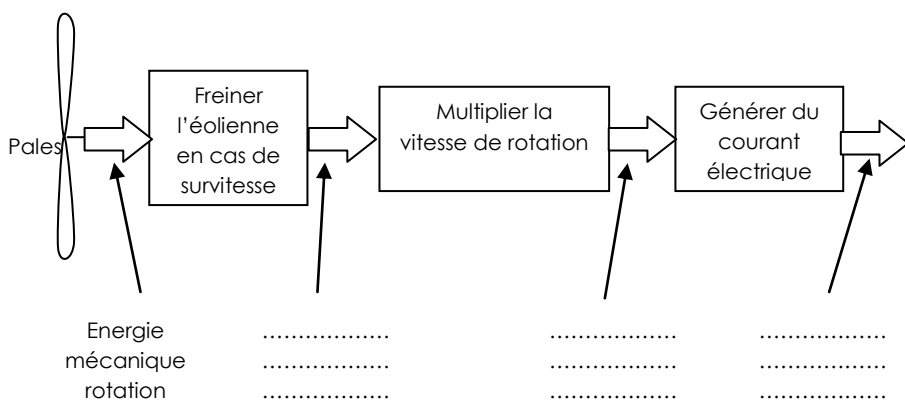 Pales
Freiner
l’éolienne
en cas de
survitesse
Multiplier la
vitesse de rotation
Générer du
courant
électrique
Energie
mécanique
rotation
………………
………………
………………
………………
………………
………………
………………
………………
………………